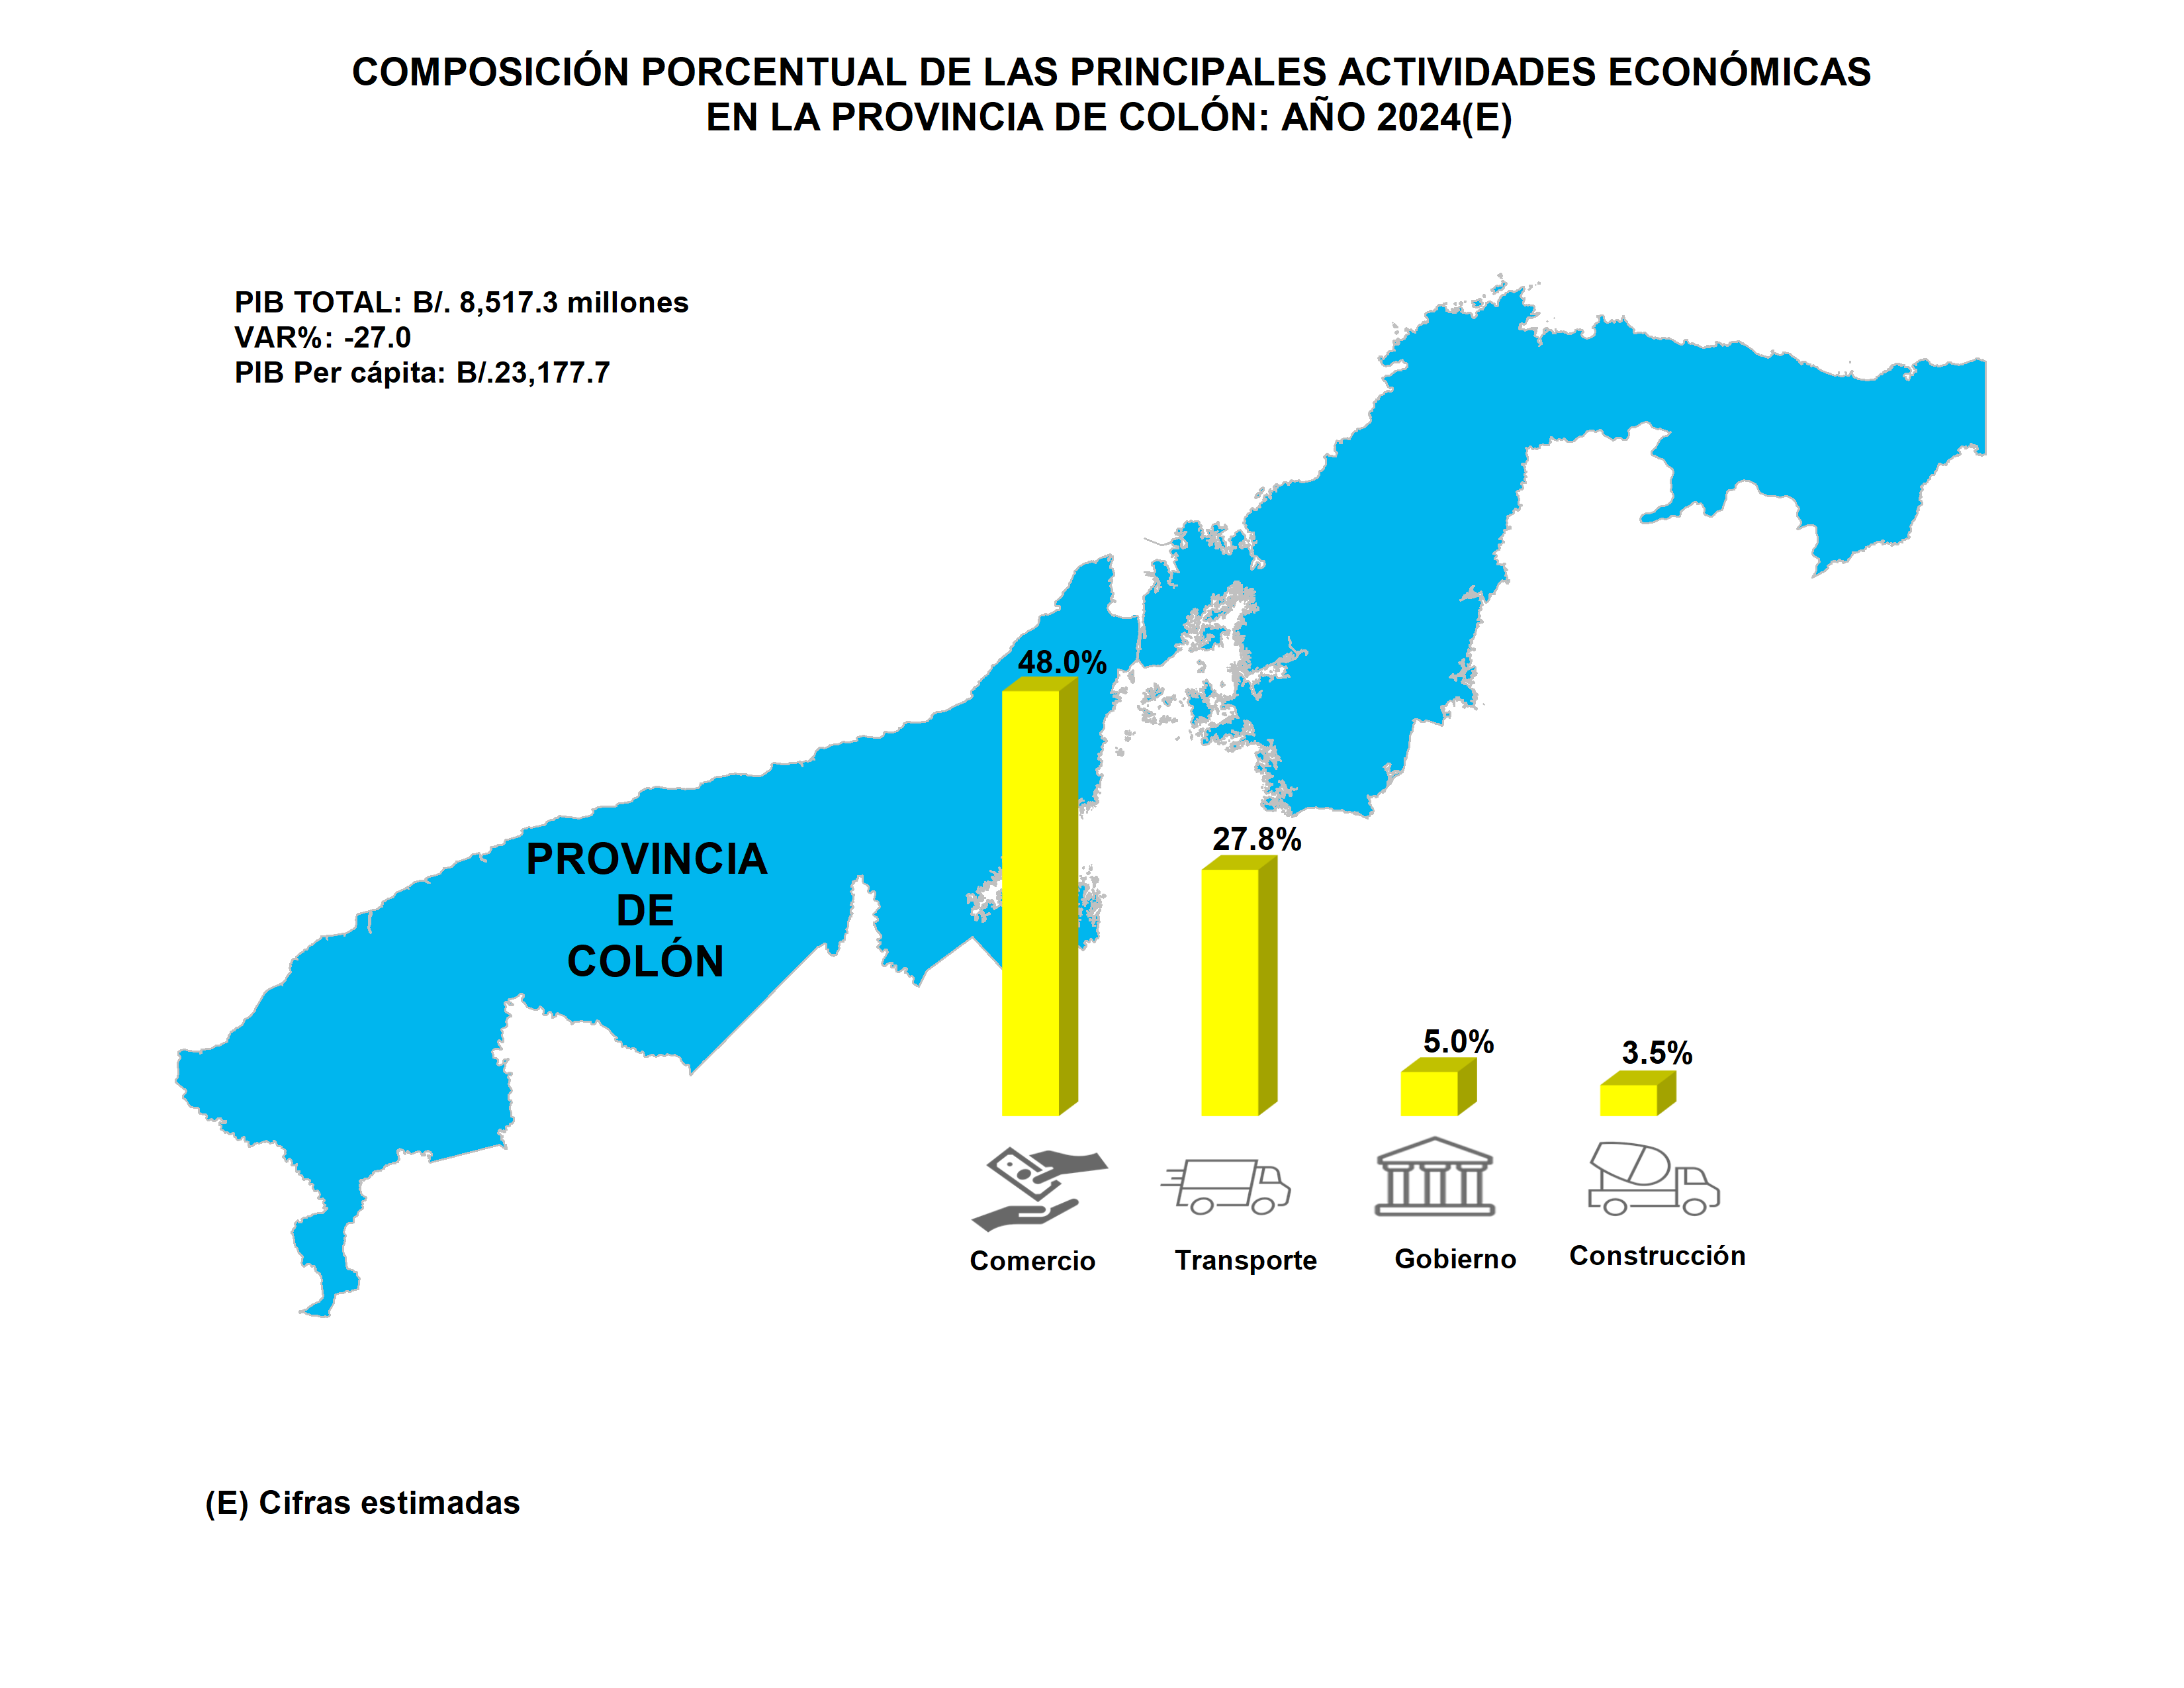 COMPOSICIÓN PORCENTUAL DE LAS PRINCIPALES ACTIVIDADES ECONÓMICAS
EN LA PROVINCIA DE COLÓN: AÑO 2024(E)
PIB TOTAL: B/. 8,517.3 millones
VAR%: -27.0
PIB Per cápita: B/.23,177.7
PROVINCIA
DE
COLÓN
48.0%
27.8%
5.0%
3.5%
Comercio
Transporte
Gobierno
Construcción
(E) Cifras estimadas